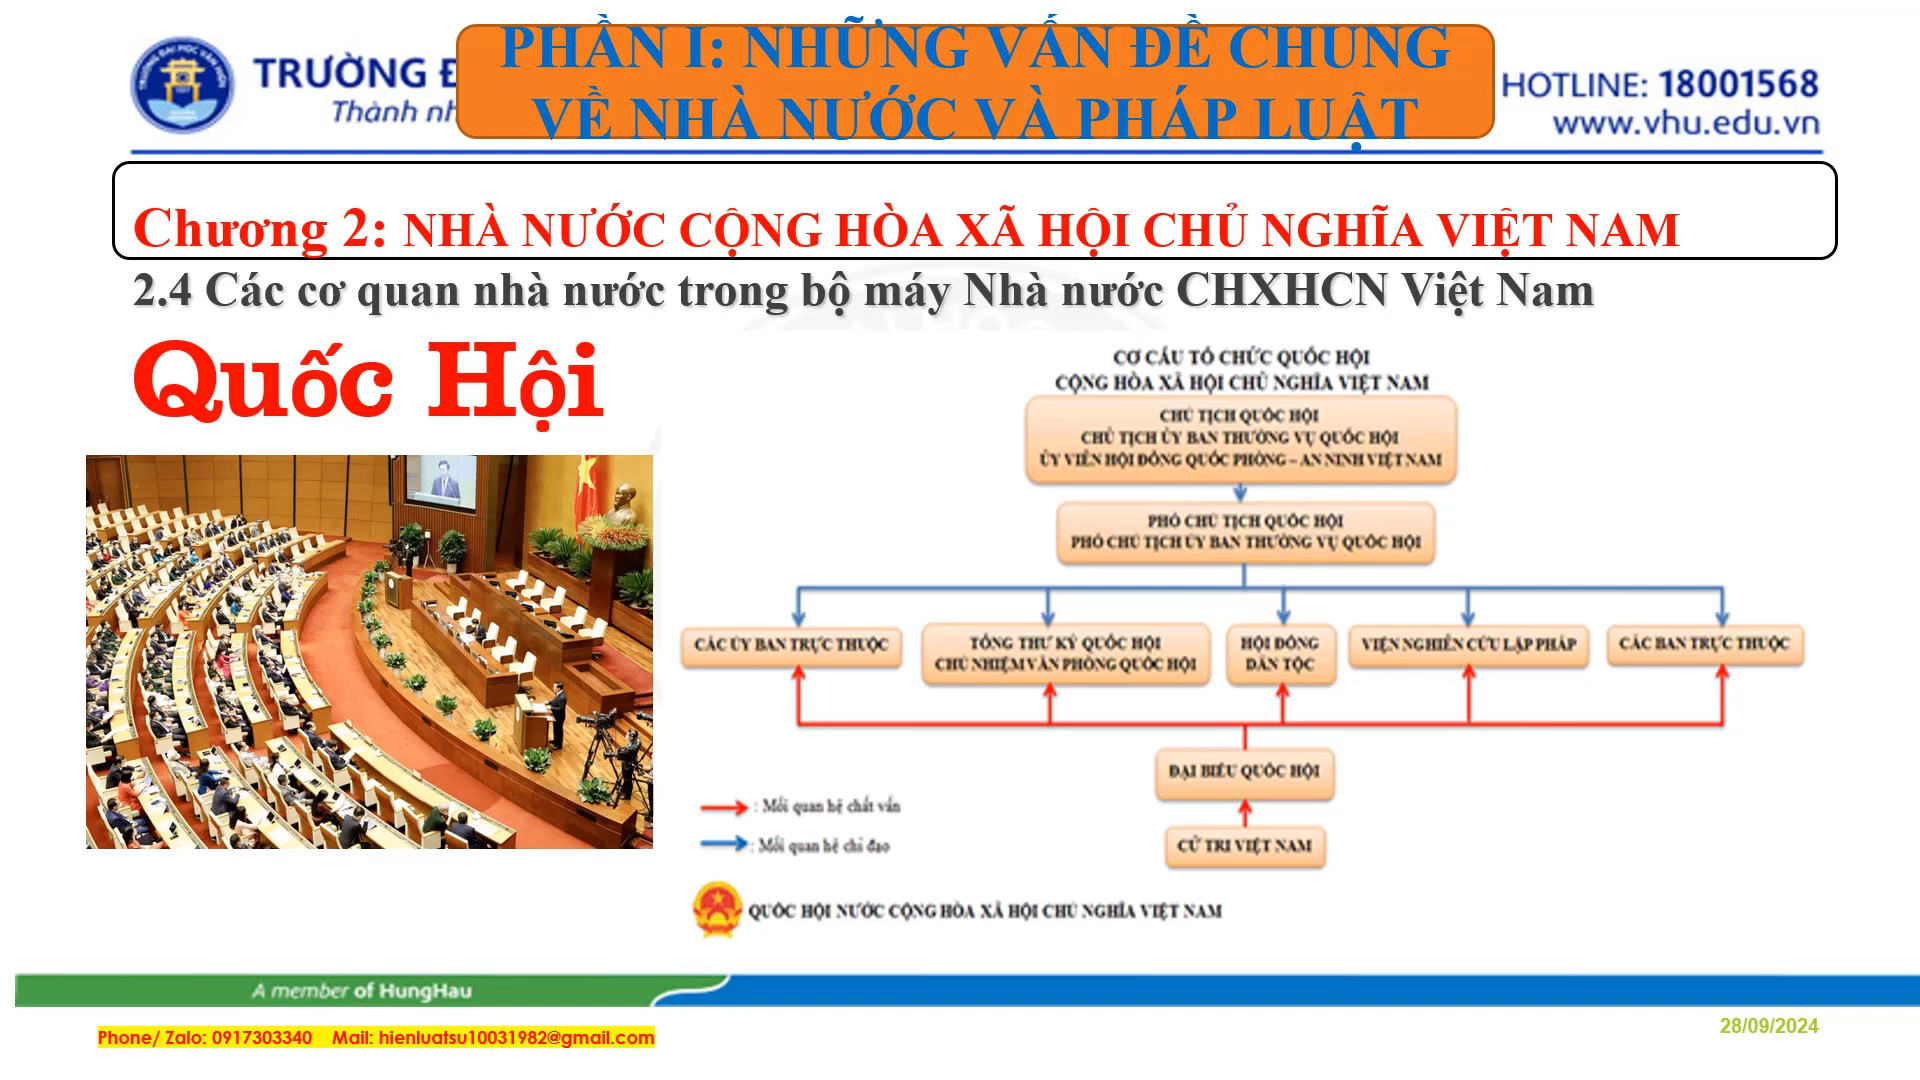 PHẦN I: NHỮNG VẤN ĐỀ CHUNG
VỀ NHÀ NƯỚC VÀ PHÁP LUẬT
TRƯỜNG
Thành
HOTLINE: 18001568
www.vhu.edu.vn
Chương 2: NHÀ NƯỚC CỘNG HÒA XÃ HỘI CHỦ NGHĨA VIỆT NAM
2.4 Các cơ quan nhà nước trong bộ máy Nhà nước CHXHCN Việt Nam
Quốc Hội
CƠ CẤU TỔ CHỨC QUỐC HỘI
CỘNG HÒA XÃ HỘI CHỦ NGHĨA VIỆT NAM
CHỦ TỊCH QUỐC HỘI
CHỦ TỊCH ỦY BAN THƯỜNG VỤ QUỐC HỘI
ỦY VIÊN HỘI ĐỒNG QUỐC PHÒNG – AN NINH VIỆT NAM
PHÓ CHỦ TỊCH QUỐC HỘI
PHÓ CHỦ TỊCH ỦY BAN THƯỜNG VỤ QUỐC HỘI
CÁC ỦY BAN TRỰC THUỘC
TỔNG THƯ KÝ QUỐC HỘI
CHỦ NHIỆM VĂN PHÒNG QUỐC HỘI
HỘI ĐỒNG
DÂN TỘC
VIỆN NGHIÊN CỨU LẬP PHÁP
CÁC BAN TRỰC THUỘC
ĐẠI BIỂU QUỐC HỘI
CỬ TRI VIỆT NAM
: Mối quan hệ chất vấn
: Mối quan hệ chỉ đạo
QUỐC HỘI NƯỚC CỘNG HÒA XÃ HỘI CHỦ NGHĨA VIỆT NAM
A member of HungHau
Phone/ Zalo: 0917303340 Mail: hienluatsu10031982@gmail.com
28/09/2024